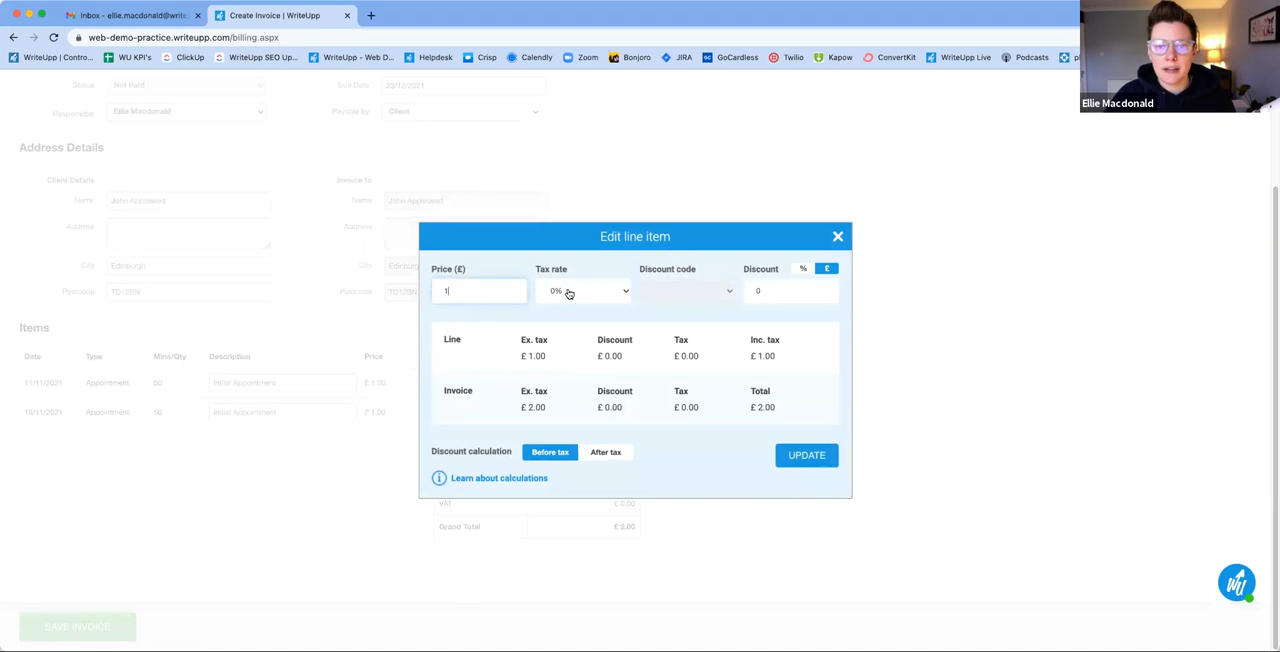 Inbox - ellie.macdonald@write
Create Invoice | WriteUpp
web-demo-practice.writeupp.com/billing.aspx
WriteUpp | Contro...
WU KPI's
ClickUp
WriteUpp SEO Up...
WriteUpp - Web D...
Helpdesk
Crisp
Calendly
Zoom
Bonjoro
JIRA
GoCardless
Twilio
Kapow
ConvertKit
WriteUpp Live
Podcasts
Ellie Macdonald
Status
Not Paid
Due Date
23/12/2021
Responsible
Ellie Macdonald
Payable by
Client
Address Details
Client Details
Invoice to
Name
John Appleseed
Name
John Appleseed
Address
Address
City
Edinburgh
City
Edinburgh
Postcode
TD12BN
Postcode
TD12BN
Items
Date
Type
Mins/Qty
Description
Price
11/11/2021
Appointment
50
Initial Appointment
£ 1.00
18/11/2021
Appointment
50
Initial Appointment
£ 1.00
Edit line item
Price (£)
Tax rate
Discount code
Discount
%
£
1
0%
0
Line
Ex. tax
Discount
Tax
Inc. tax
£ 1.00
£ 0.00
£ 0.00
£ 1.00
Invoice
Ex. tax
Discount
Tax
Total
£ 2.00
£ 0.00
£ 0.00
£ 2.00
Discount calculation
Before tax
After tax
UPDATE
Learn about calculations
VAT
£ 0.00
Grand Total
£ 2.00
SAVE INVOICE